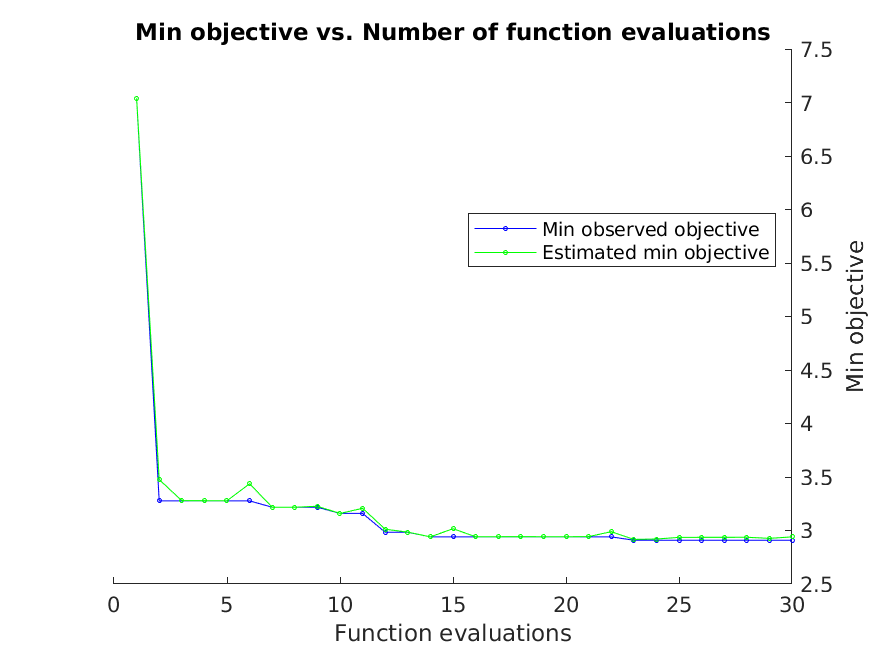 Min objective vs. Number of function evaluations
7.5
7
6.5
6
5.5
5
4.5
4
3.5
3
2.5
Min objective
Min observed objective
Estimated min objective
0 5 10 15 20 25 30
Function evaluations